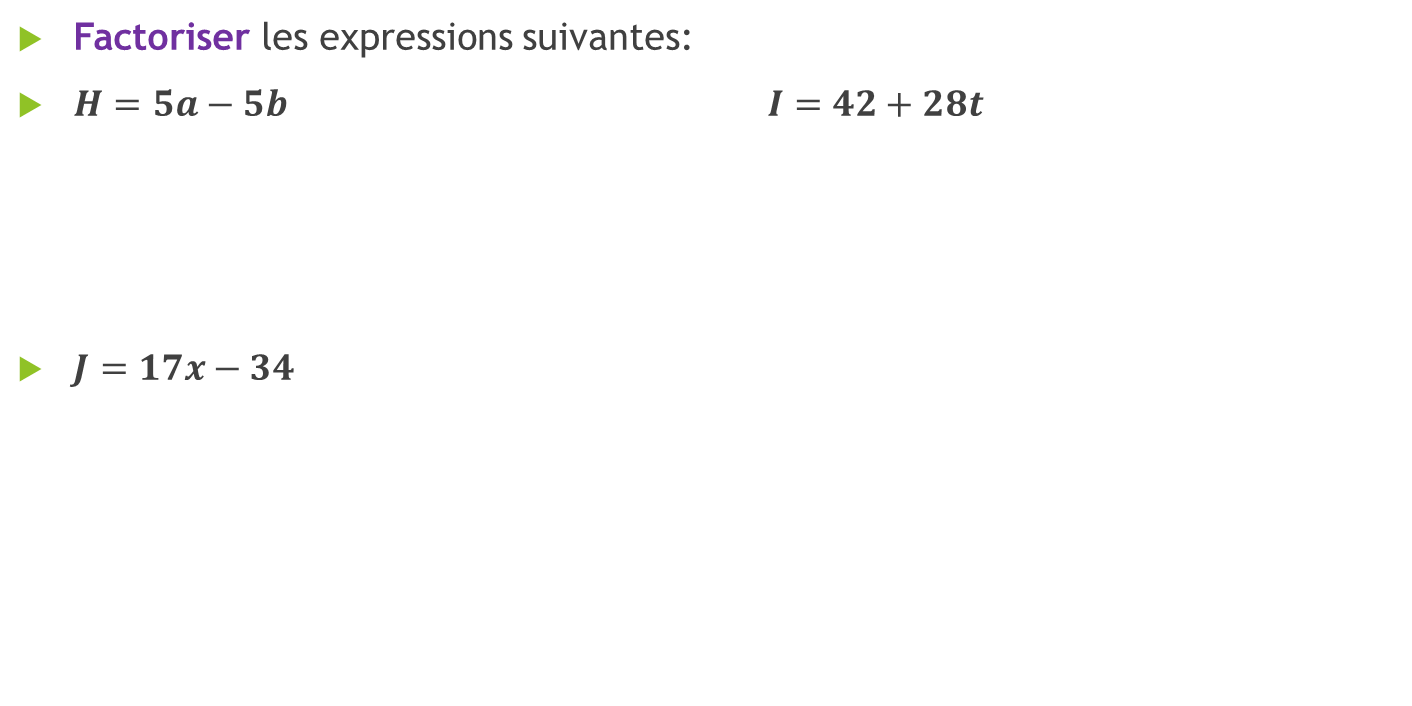 Factoriser les expressions suivantes:
H = 5a − 5b I = 42 + 28t
J = 17x − 34